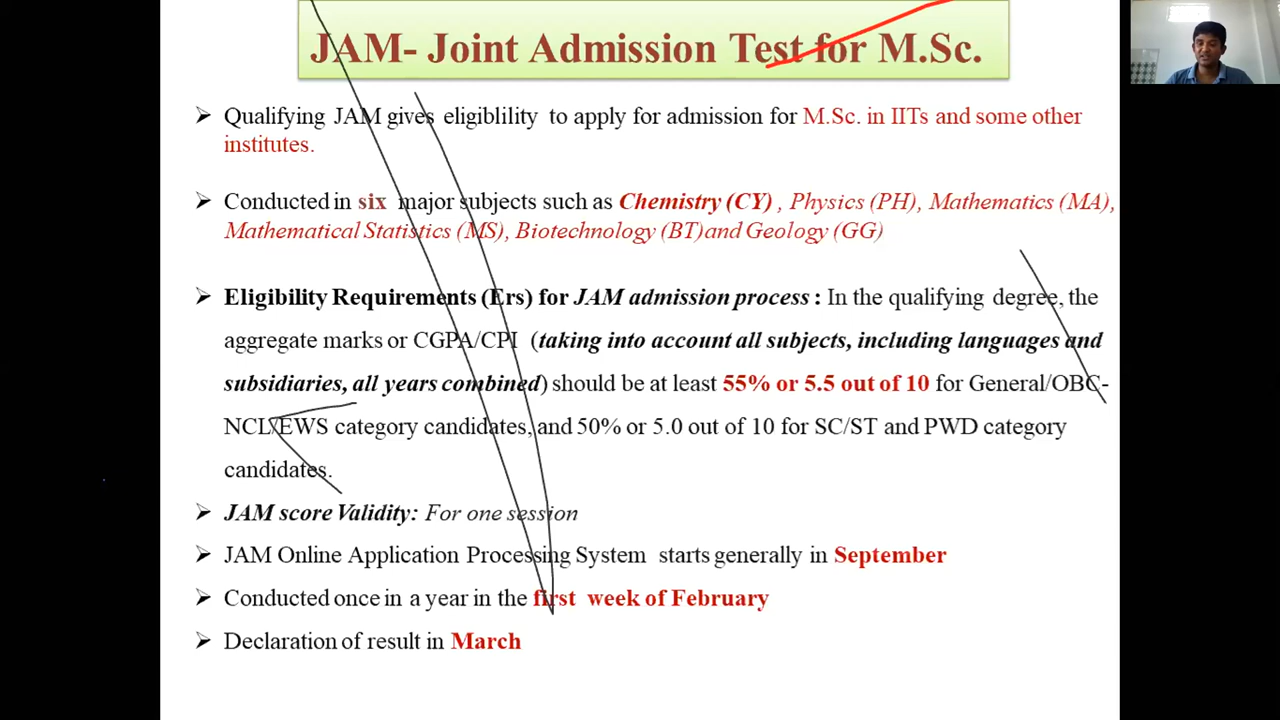 JAM- Joint Admission Test for M.Sc.
➢ Qualifying JAM gives eligiblility to apply for admission for M.Sc. in IITs and some other
institutes.
➢ Conducted in six major subjects such as Chemistry (CY) , Physics (PH), Mathematics (MA),
Mathematical Statistics (MS), Biotechnology (BT)and Geology (GG)
➢ Eligibility Requirements (Ers) for JAM admission process : In the qualifying degree, the
aggregate marks or CGPA/CPI (taking into account all subjects, including languages and
subsidiaries, all years combined) should be at least 55% or 5.5 out of 10 for General/OBC-
NCL/EWS category candidates, and 50% or 5.0 out of 10 for SC/ST and PWD category
candidates.
➢ JAM score Validity: For one session
➢ JAM Online Application Processing System starts generally in September
➢ Conducted once in a year in the first week of February
➢ Declaration of result in March